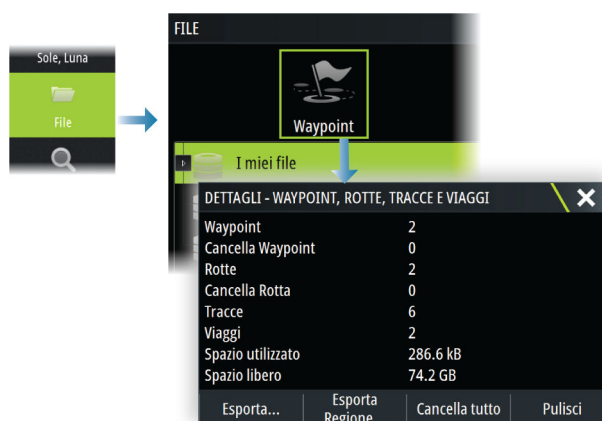 Sole, Luna
File
FILE
Waypoint
I miei file
DETTAGLI - WAYPOINT, ROTTE, TRACCE E VIAGGI
Waypoint 2
Cancella Waypoint 0
Rotte 2
Cancella Rotta 0
Tracce 6
Viaggi 2
Spazio utilizzato 286.6 kB
Spazio libero 74.2 GB
Esporta... Esporta Regione... Cancella tutto Pulisci